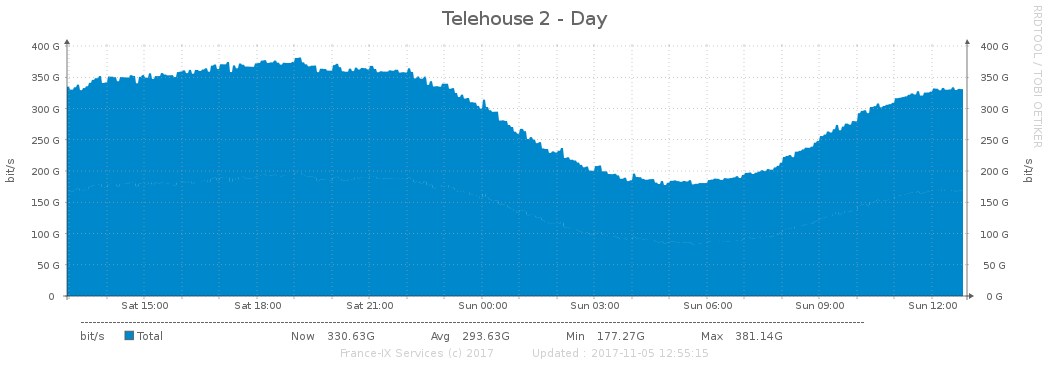 Telehouse 2 - Day
RRDTOOL / TOBI OETIKER
400 G 400 G
350 G 350 G
300 G 300 G
250 G 250 G
200 G 200 G
150 G 150 G
100 G 100 G
50 G 50 G
0 0 G
bit/s bit/s
Sat 15:00 Sat 18:00 Sat 21:00 Sun 00:00 Sun 03:00 Sun 06:00 Sun 09:00 Sun 12:00
bit/s Total Now 330.63G Avg 293.63G Min 177.27G Max 381.14G
France-IX Services (c) 2017 Updated : 2017-11-05 12:55:15